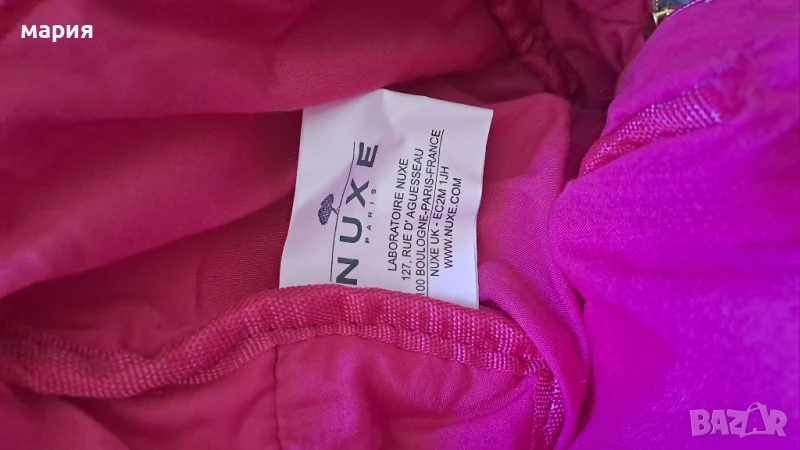 мария
NUXE
PARIS
LABORATOIRE NUXE
127, RUE D'AGUESSEAU
00 BOULOGNE-PARIS-FRANCE
NUXE UK - EC2M 1JH
WWW.NUXE.COM
BAZAR